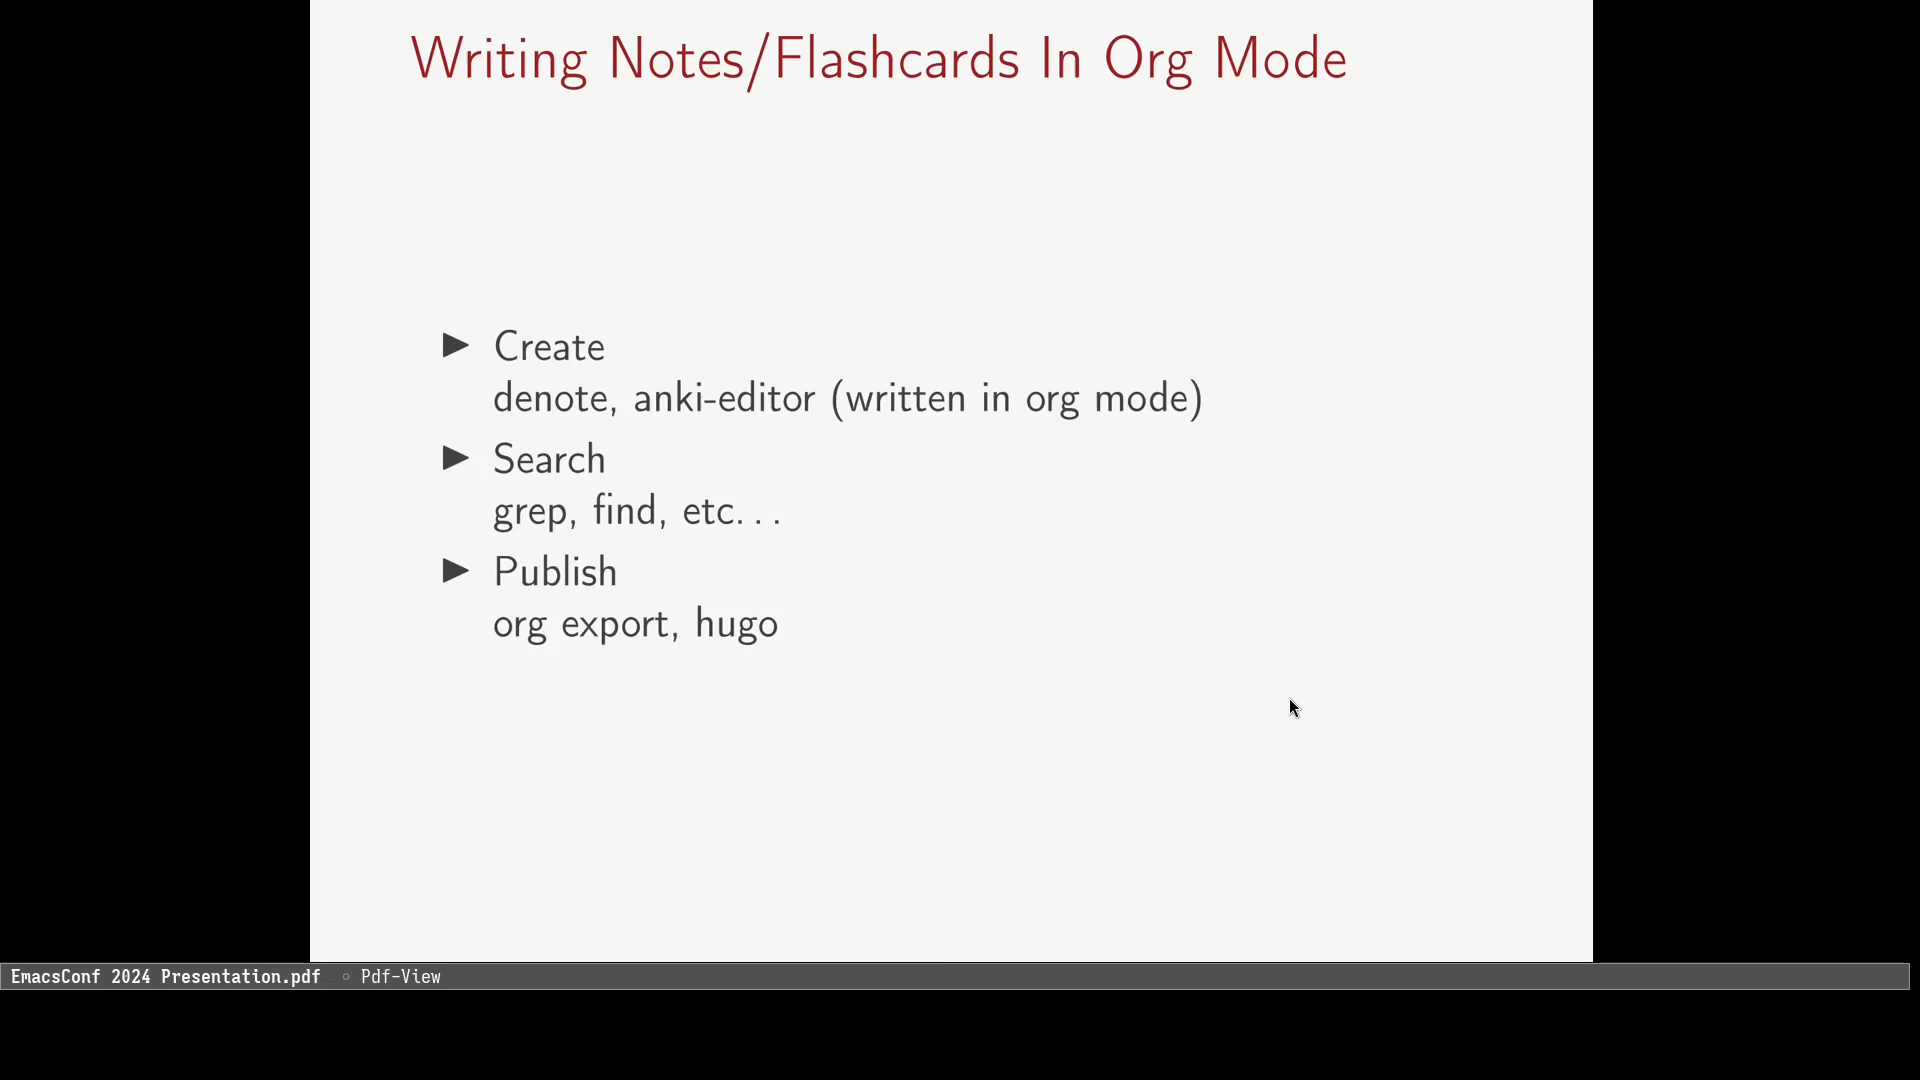 Writing Notes/Flashcards In Org Mode
▶ Create
denote, anki-editor (written in org mode)
▶ Search
grep, find, etc. . .
▶ Publish
org export, hugo
EmacsConf 2024 Presentation.pdf ◦ Pdf-View